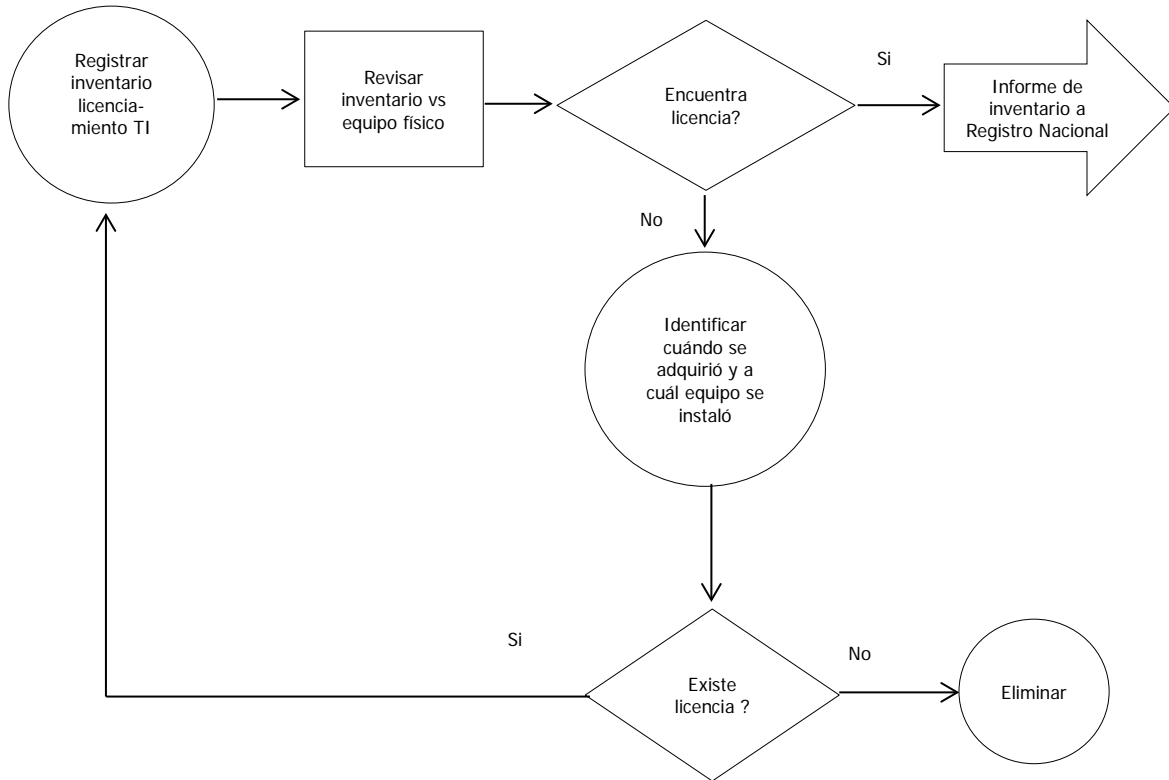 Registrar
inventario
licencia-
miento TI
Revisar
inventario vs
equipo físico
Encuentra
licencia?
Si
Informe de
inventario a
Registro Nacional
No
Identificar
cuándo se
adquirió y a
cuál equipo se
instaló
Si
Existe
licencia ?
No
Eliminar